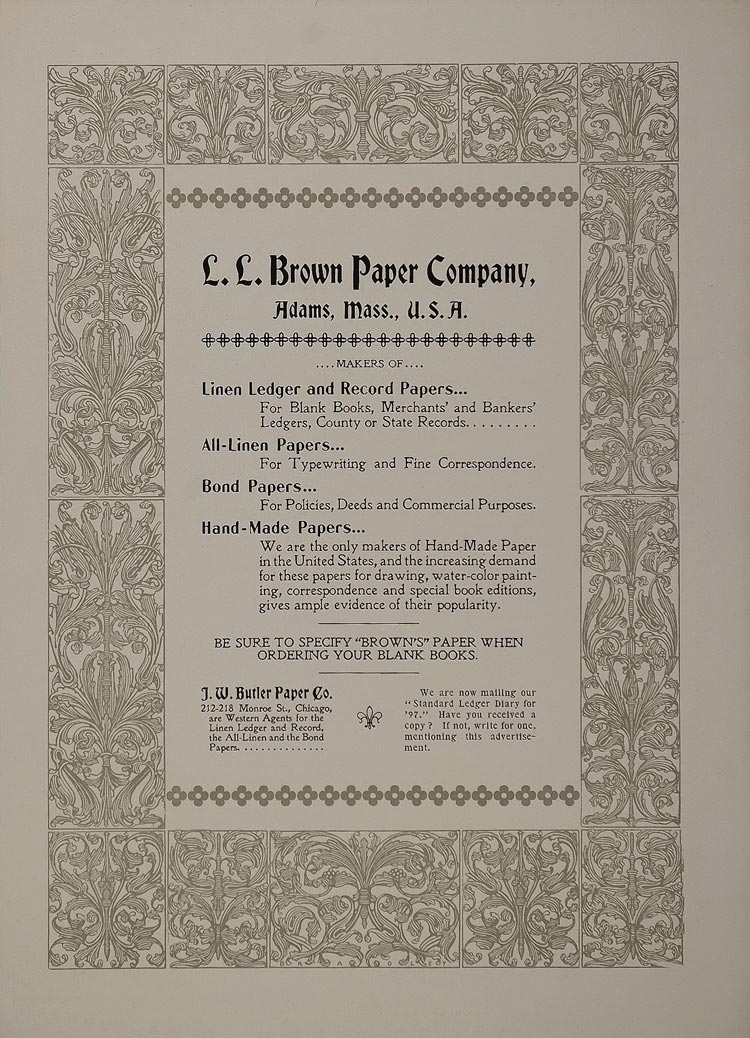 L. L. Brown Paper Company,
Adams, Mass., U. S. A.
....MAKERS OF....
Linen Ledger and Record Papers...
For Blank Books, Merchants' and Bankers'
Ledgers, County or State Records.........
All-Linen Papers...
For Typewriting and Fine Correspondence.
Bond Papers...
For Policies, Deeds and Commercial Purposes.
Hand-Made Papers...
We are the only makers of Hand-Made Paper
in the United States, and the increasing demand
for these papers for drawing, water-color paint-
ing, correspondence and special book editions,
gives ample evidence of their popularity.
BE SURE TO SPECIFY "BROWN'S" PAPER WHEN
ORDERING YOUR BLANK BOOKS.
J. W. Butler Paper Co.
212-218 Monroe St., Chicago,
are Western Agents for the
Linen Ledger and Record,
the All-Linen and the Bond
Papers...............
We are now mailing our
"Standard Ledger Diary for
'97." Have you received a
copy? If not, write for one,
mentioning this advertise-
ment.
BRADLEY